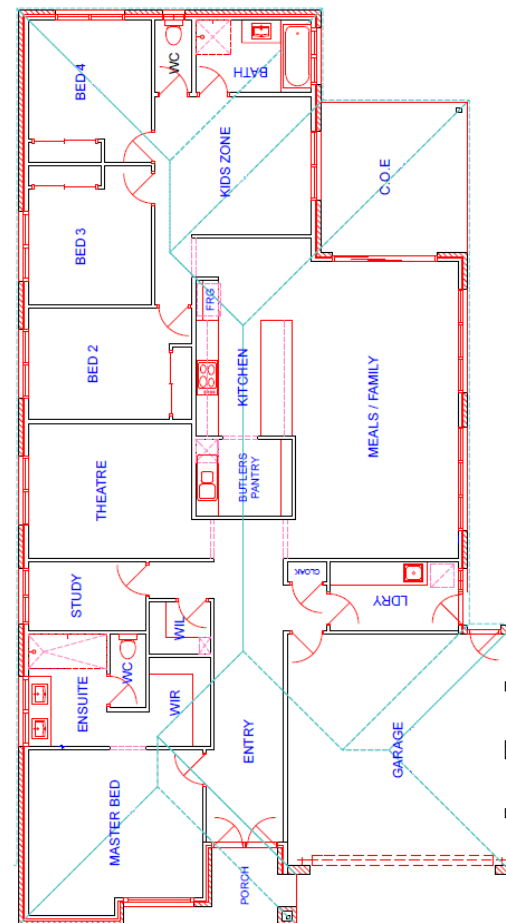 BED 4
WC
BATH
KIDS ZONE
C.O.E
BED 3
FRG
BED 2
KITCHEN
MEALS / FAMILY
THEATRE
BUTLERS
PANTRY
STUDY
CLOAK
LDRY
WIL
WC
ENSUITE
WIR
ENTRY
GARAGE
MASTER BED
PORCH